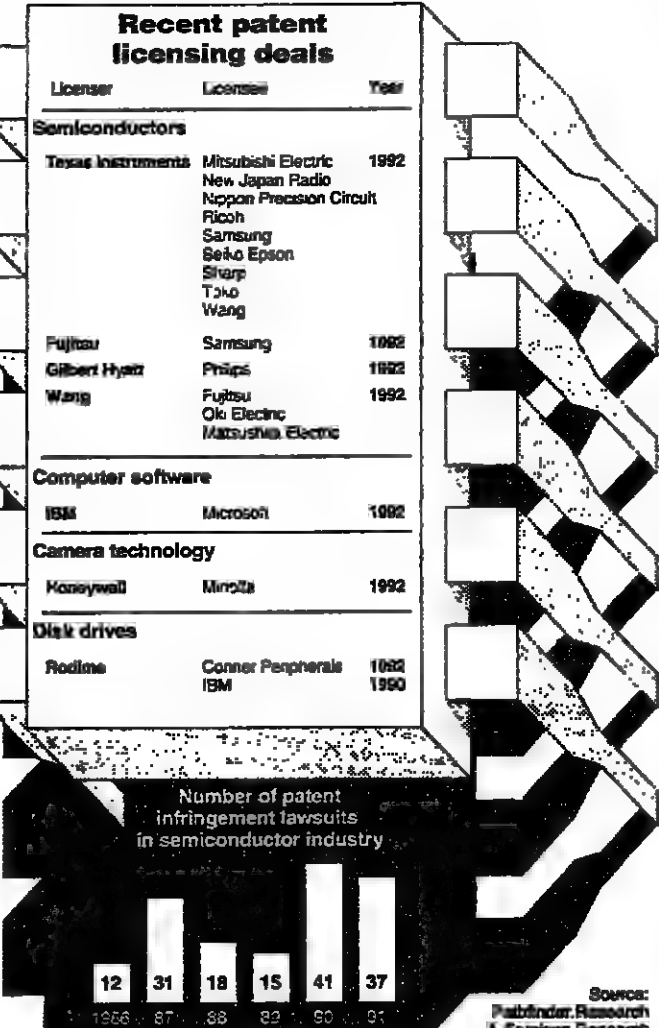 Recent patent
licensing deals
Licenser Licensee Year
Semiconductors
Texas Instruments Mitsubishi Electric 1992
New Japan Radio
Nippon Precision Circuit
Ricoh
Samsung
Seiko Epson
Sharp
Toko
Wang
Fujitsu Samsung 1992
Gilbert Hyatt Philips 1992
Wang Fujitsu 1992
Oki Electric
Matsushita Electric
Computer software
IBM Microsoft 1992
Camera technology
Honeywell Minolta 1992
Disk drives
Rodime Conner Peripherals 1992
IBM 1990
Number of patent
infringement lawsuits
in semiconductor industry
12 31 18 15 41 37
1986 87 88 89 90 91
Source:
Pathfinder Research